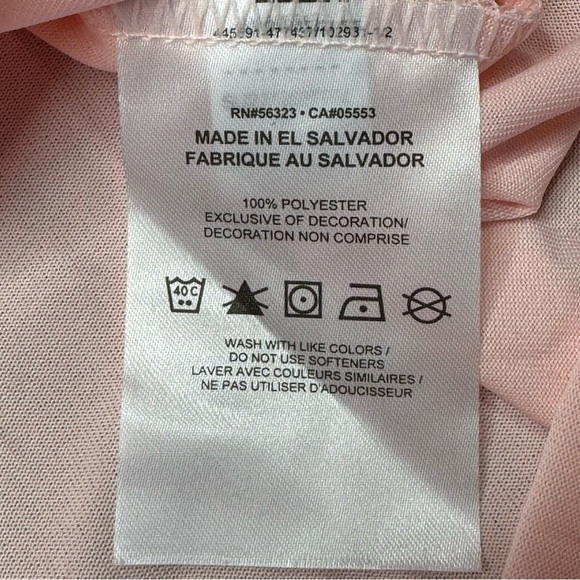 RN#56323 • CA#05553
MADE IN EL SALVADOR
FABRIQUE AU SALVADOR
100% POLYESTER
EXCLUSIVE OF DECORATION/
DECORATION NON COMPRISE
40 C
WASH WITH LIKE COLORS /
DO NOT USE SOFTENERS
LAVER AVEC COULEURS SIMILAIRES /
NE PAS UTILISER D'ADOUCISSEUR